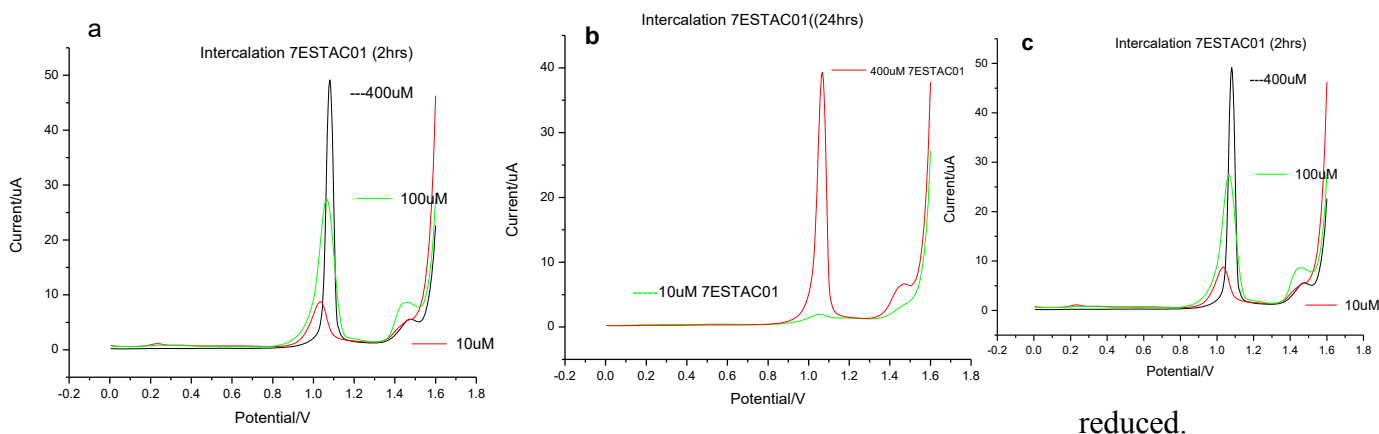 a
Intercalation 7ESTAC01 (2hrs)
---400uM
100uM
10uM
50
40
30
20
10
0
Current/uA
-0.2 0.0 0.2 0.4 0.6 0.8 1.0 1.2 1.4 1.6 1.8
Potential/V
b
Intercalation 7ESTAC01((24hrs)
400uM 7ESTAC01
-----10uM 7ESTAC01
40
30
20
10
0
Current/uA
-0.2 0.0 0.2 0.4 0.6 0.8 1.0 1.2 1.4 1.6 1.8
Potential/V
c
Intercalation 7ESTAC01 (2hrs)
---400uM
100uM
10uM
50
40
30
20
10
0
Current/uA
-0.2 0.0 0.2 0.4 0.6 0.8 1.0 1.2 1.4 1.6 1.8
Potential/V
reduced.